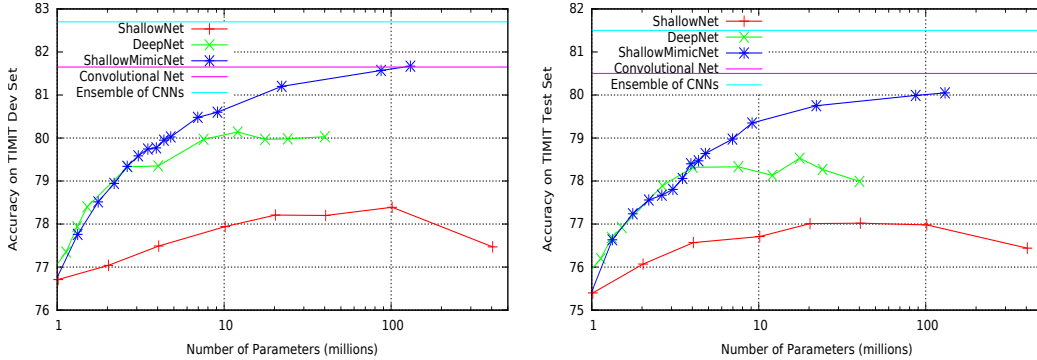 83
82
81
80
79
78
77
76
Accuracy on TIMIT Dev Set
ShallowNet
DeepNet
ShallowMimicNet
Convolutional Net
Ensemble of CNNs
1
10
100
Number of Parameters (millions)
82
81
80
79
78
77
76
75
Accuracy on TIMIT Test Set
ShallowNet
DeepNet
ShallowMimicNet
Convolutional Net
Ensemble of CNNs
1
10
100
Number of Parameters (millions)